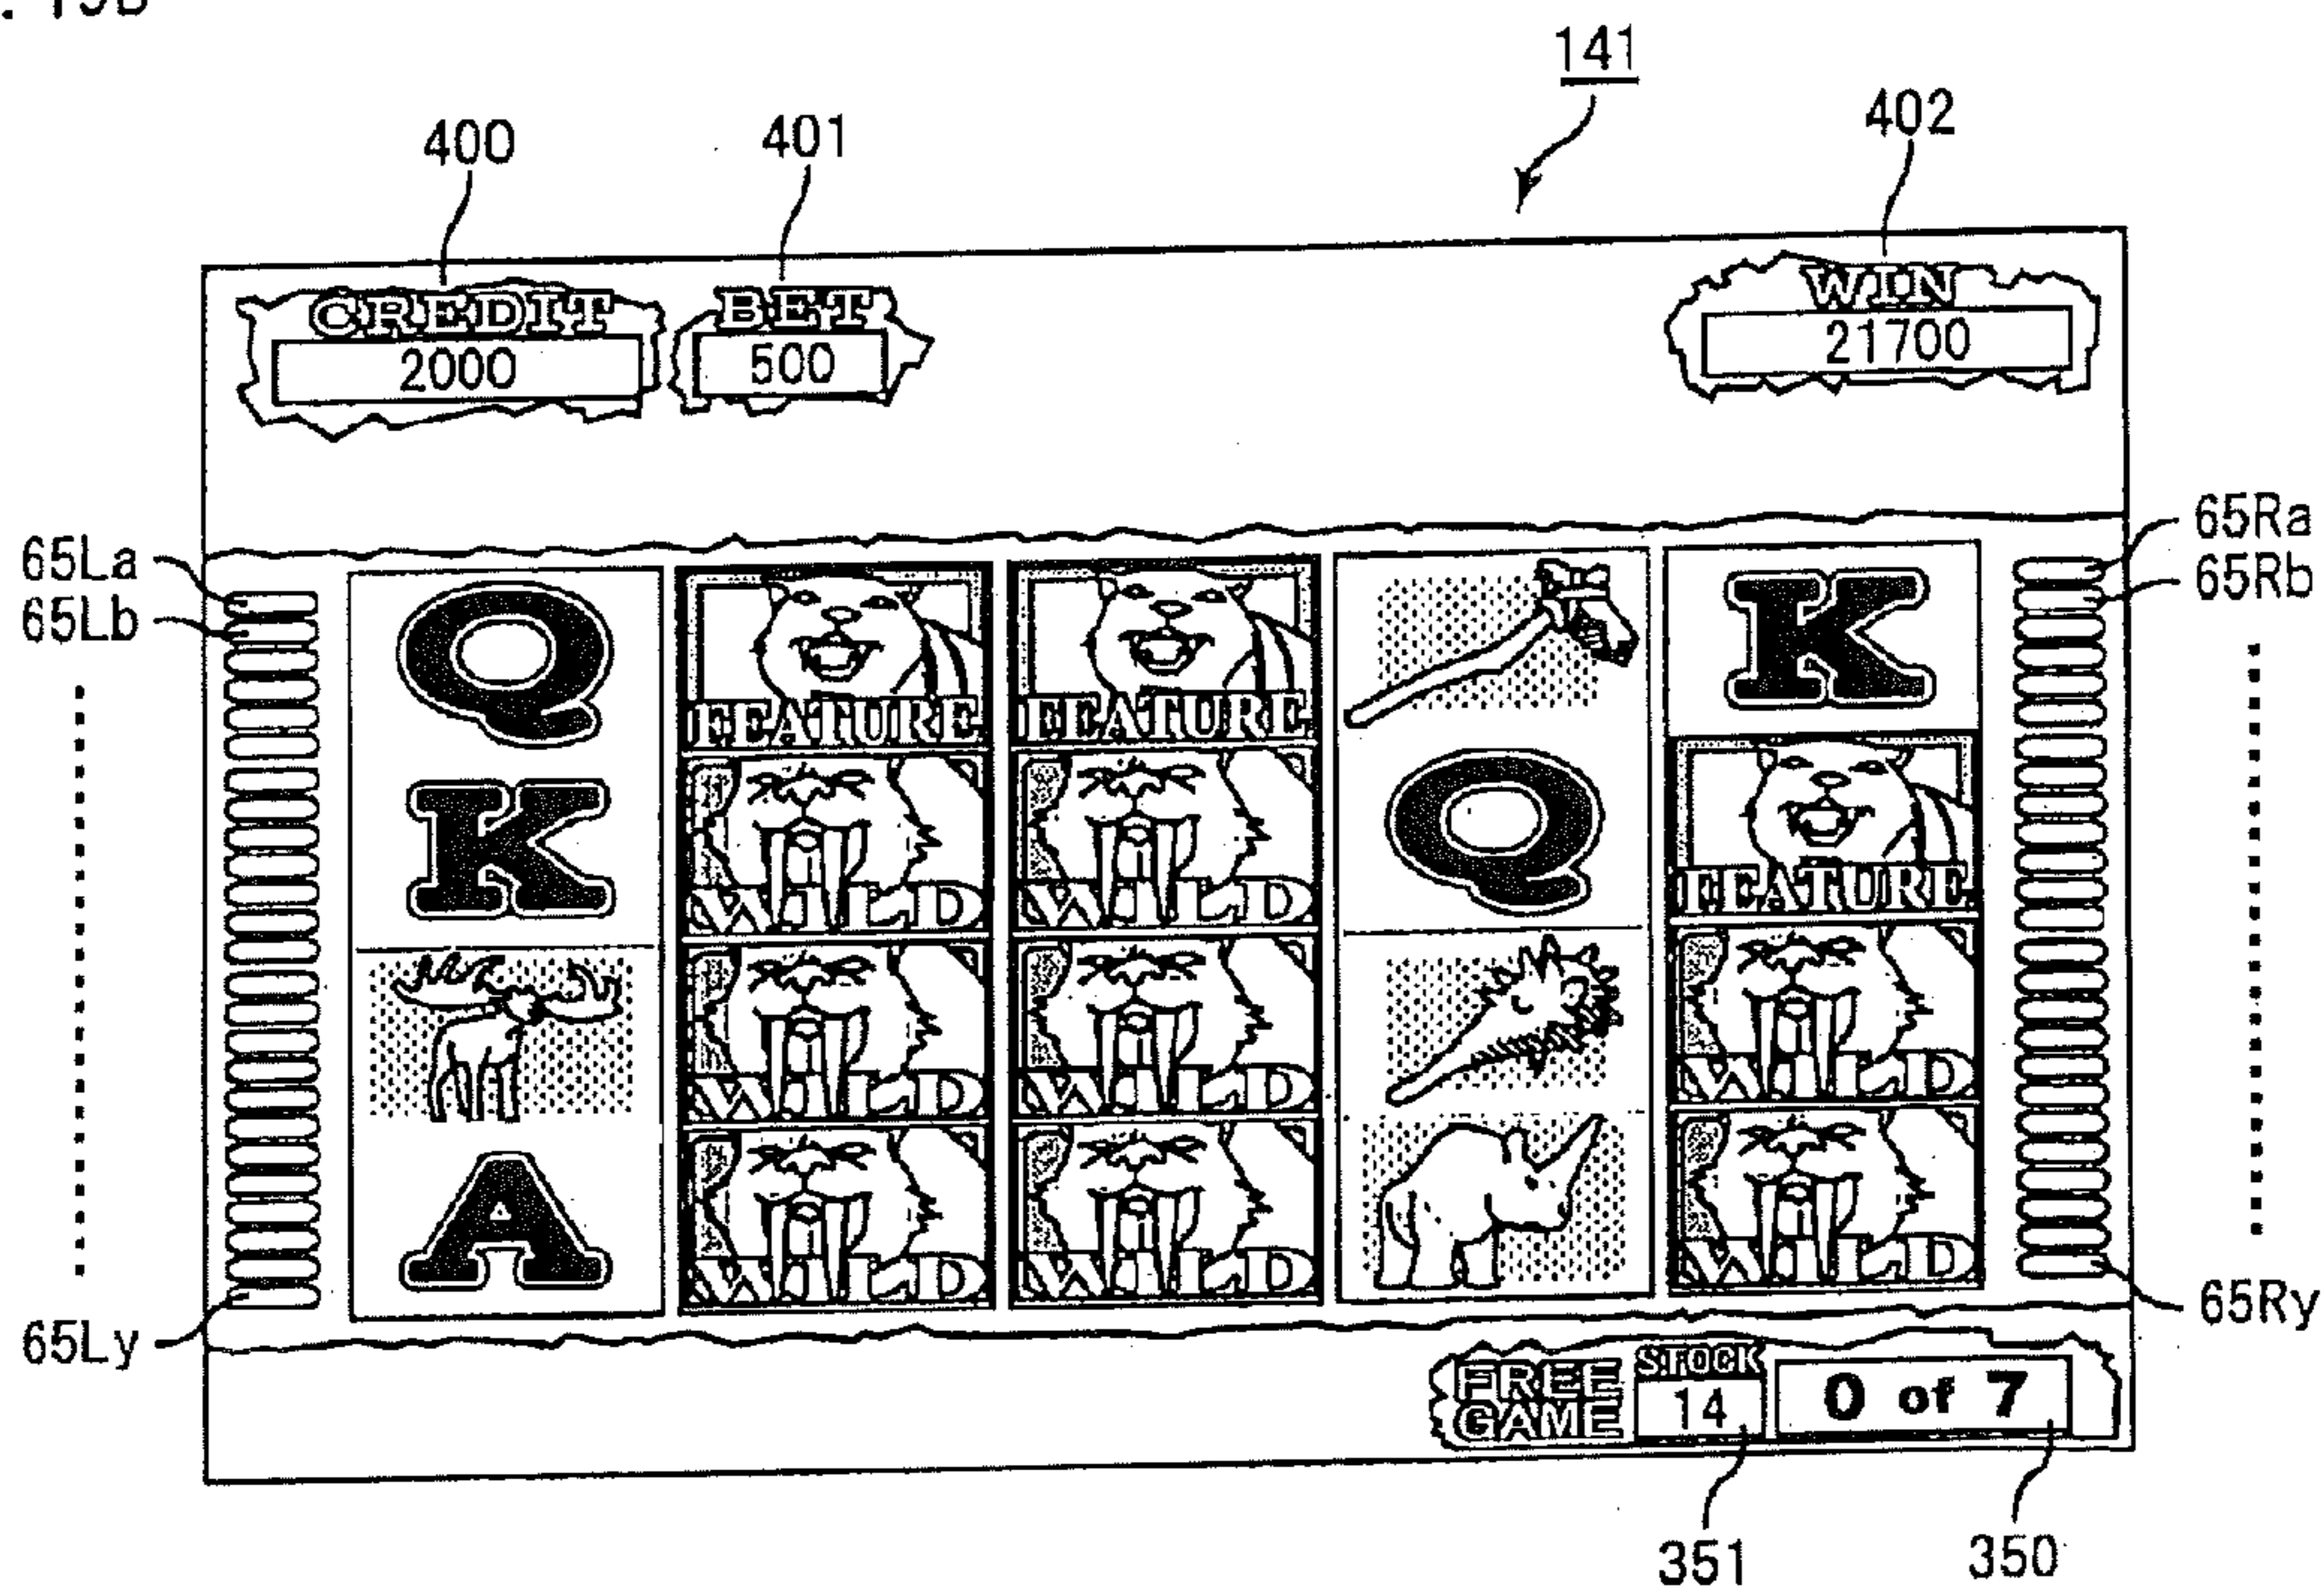 . 19B
141
400
401
402
CREDIT
BET
WIN
2000
500
21700
65La
65Ra
65Lb
65Rb
Q
FEATURE
FEATURE
K
K
WILD
WILD
Q
FEATURE
WILD
WILD
WILD
A
WILD
WILD
WILD
65Ly
65Ry
FREE GAME
STOCK
14
0 of 7
351
350